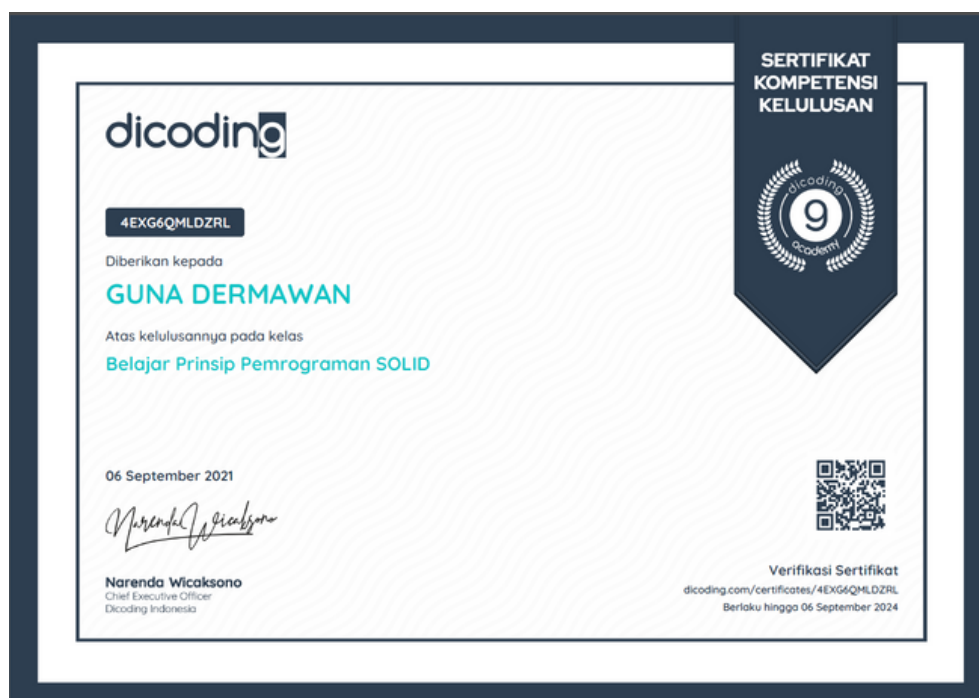 SERTIFIKAT
KOMPETENSI
KELULUSAN
dicoding
academy
9
dicoding
4EXG6QMLDZRL
Diberikan kepada
GUNA DERMAWAN
Atas kelulusannya pada kelas
Belajar Prinsip Pemrograman SOLID
06 September 2021
Narenda Wicaksono
Narenda Wicaksono
Chief Executive Officer
Dicoding Indonesia
Verifikasi Sertifikat
dicoding.com/certificates/4EXG6QMLDZRL
Berlaku hingga 06 September 2024